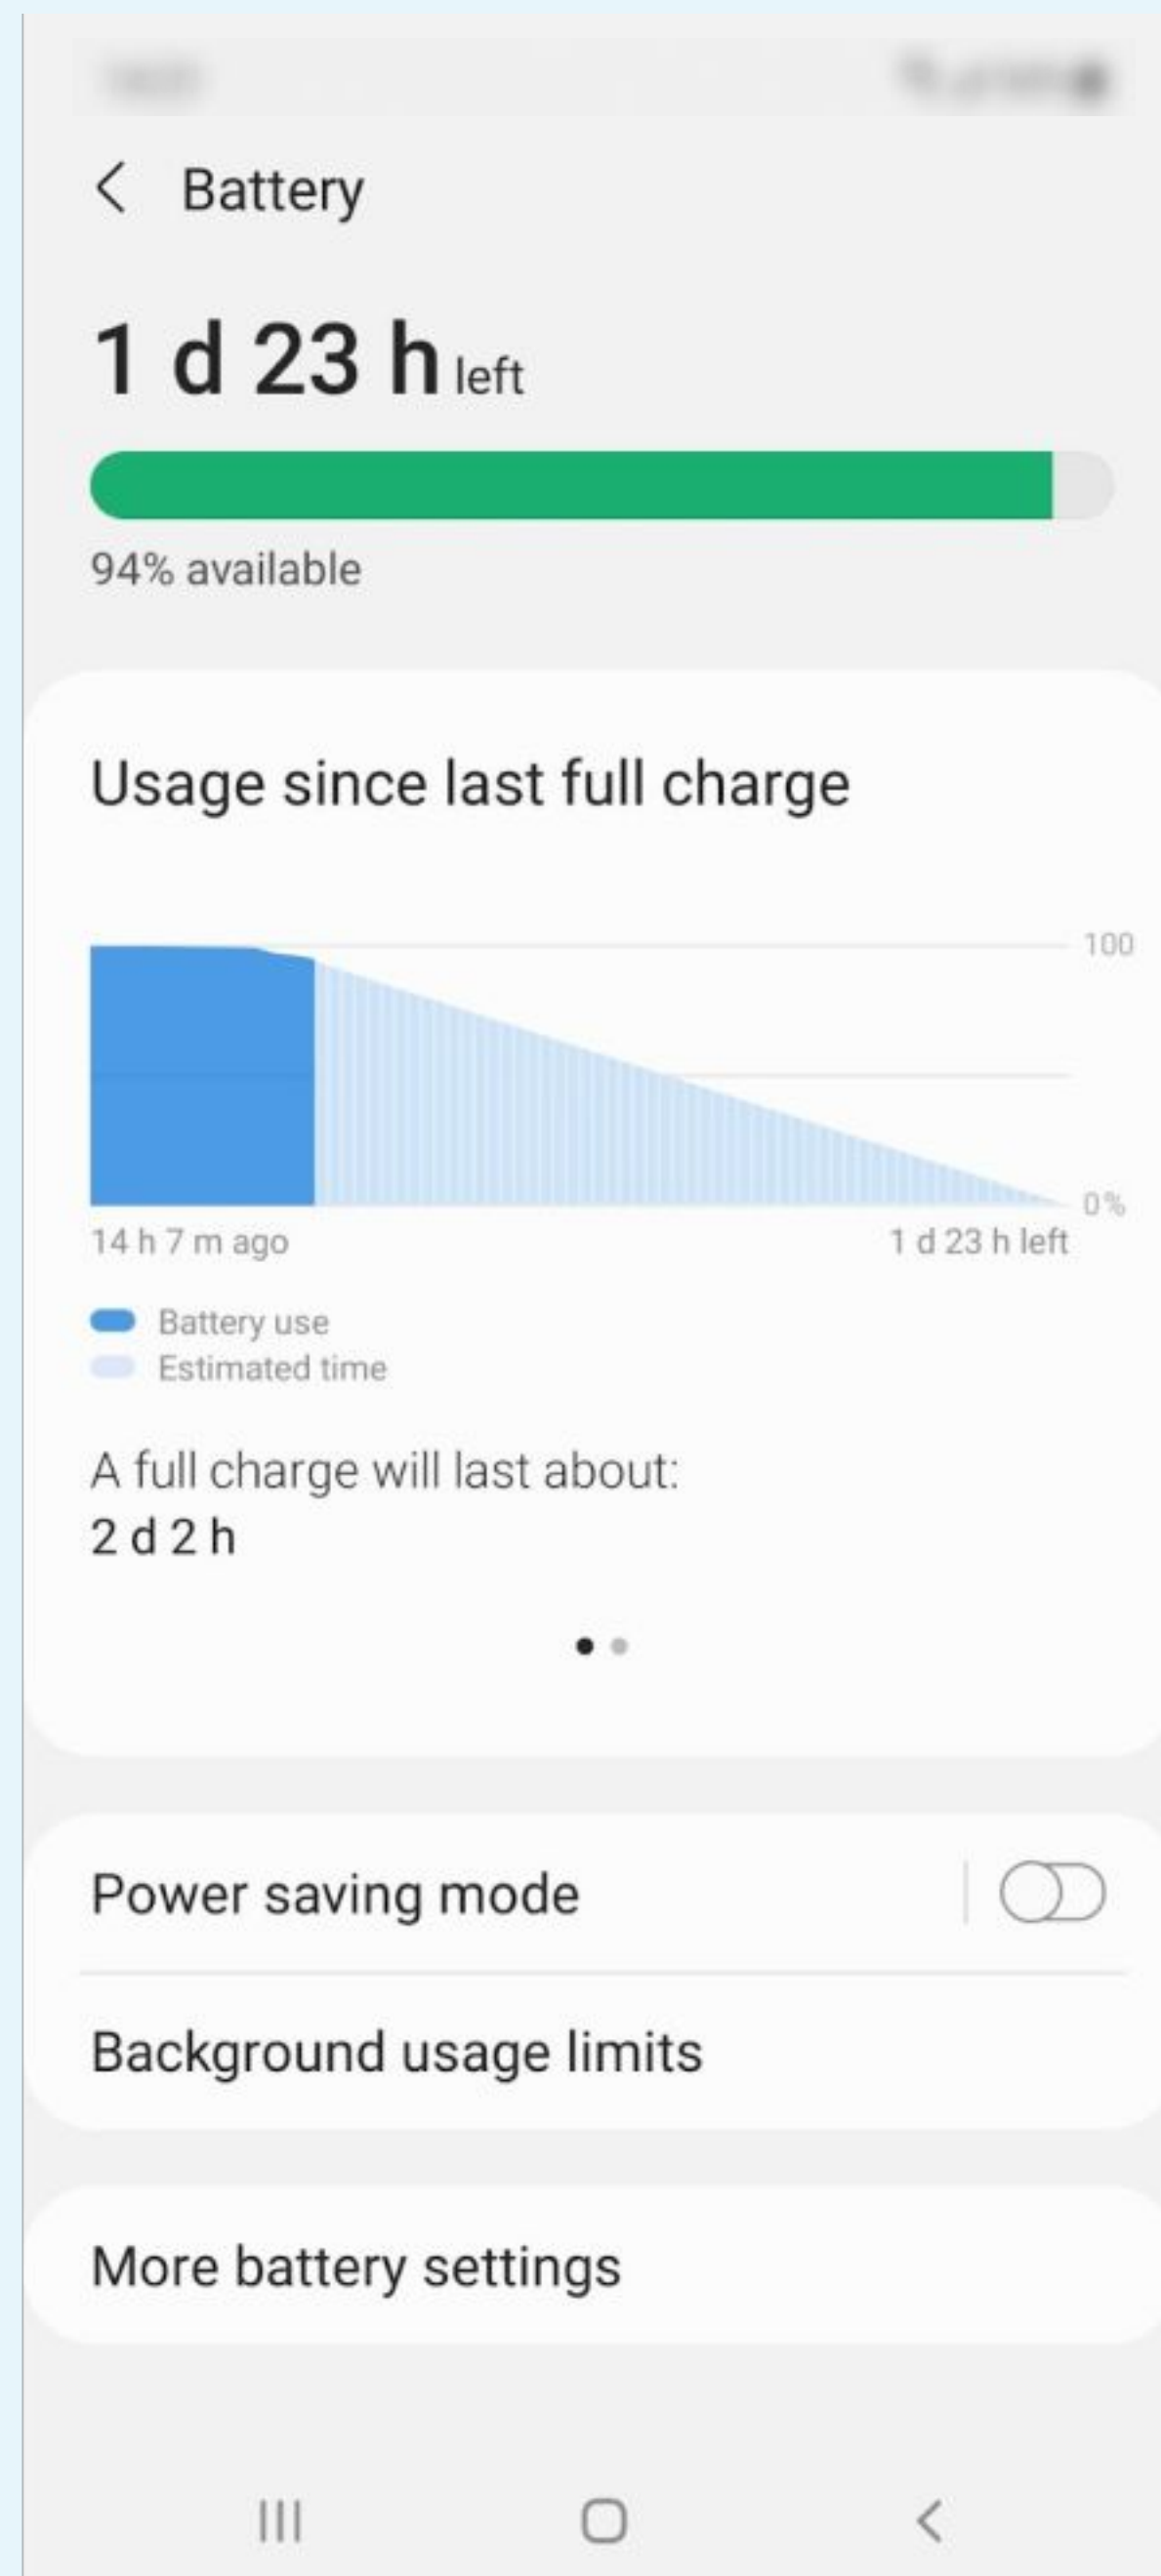 Battery
1 d 23 h left
94% available
Usage since last full charge
100
0%
14 h 7 m ago
1 d 23 h left
Battery use
Estimated time
A full charge will last about:
2 d 2 h
Power saving mode
Background usage limits
More battery settings